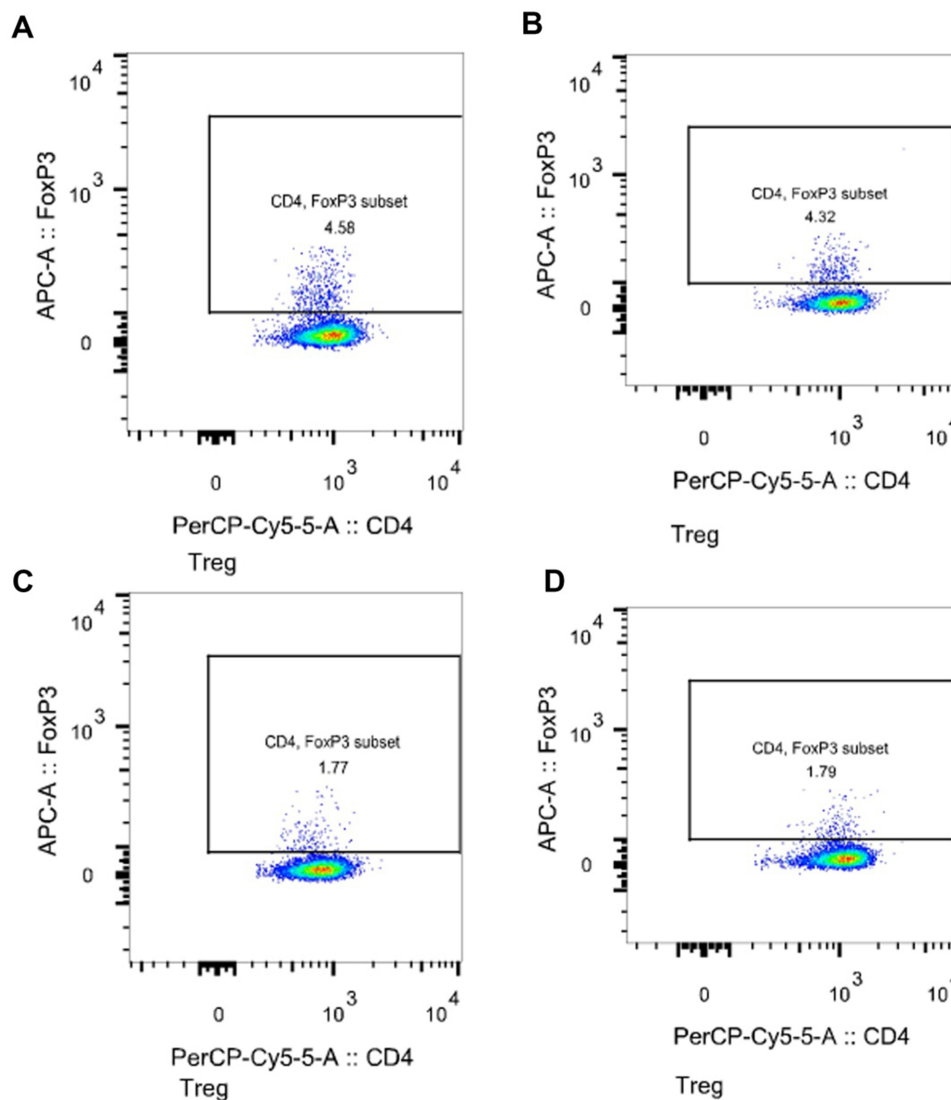 A
10^4
10^3
0
APC-A :: FoxP3
CD4, FoxP3 subset
4.58
0 10^3 10^4
PerCP-Cy5-5-A :: CD4
Treg
B
10^4
10^3
0
APC-A :: FoxP3
CD4, FoxP3 subset
4.32
0 10^3 10^4
PerCP-Cy5-5-A :: CD4
Treg
C
10^4
10^3
0
APC-A :: FoxP3
CD4, FoxP3 subset
1.77
0 10^3 10^4
PerCP-Cy5-5-A :: CD4
Treg
D
10^4
10^3
0
APC-A :: FoxP3
CD4, FoxP3 subset
1.79
0 10^3 10^4
PerCP-Cy5-5-A :: CD4
Treg